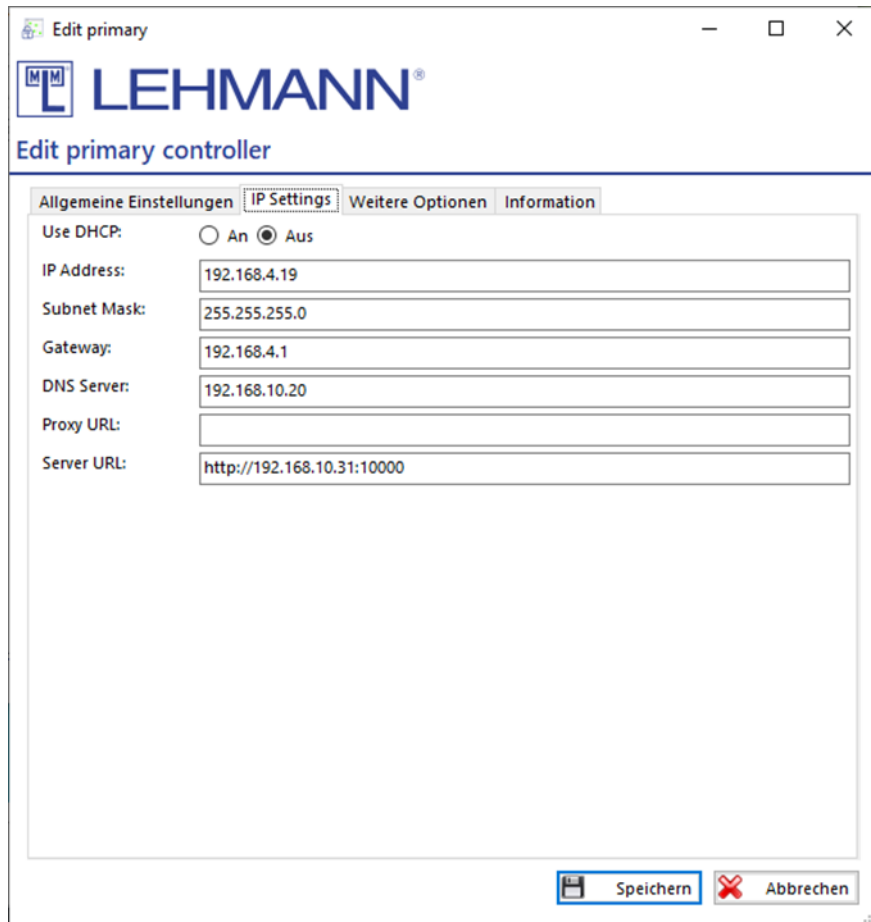 Edit primary
MLM LEHMANN®
Edit primary controller
Allgemeine Einstellungen IP Settings Weitere Optionen Information
Use DHCP: An Aus
IP Address: 192.168.4.19
Subnet Mask: 255.255.255.0
Gateway: 192.168.4.1
DNS Server: 192.168.10.20
Proxy URL:
Server URL: http://192.168.10.31:10000
Speichern Abbrechen